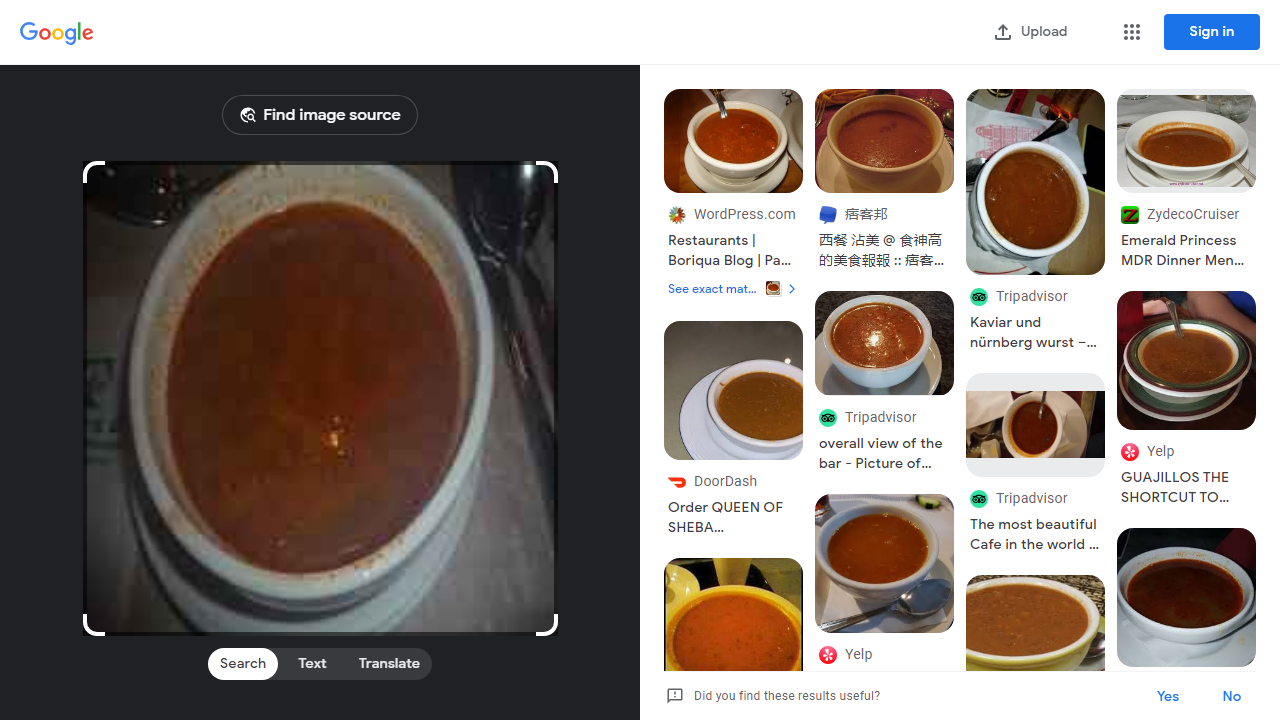 Google
Upload
Sign in
Find image source
Search
Text
Translate
WordPress.com
Restaurants |
Boriqua Blog | Pa...
See exact mat...
DoorDash
Order QUEEN OF
SHEBA...
痞客邦
西餐 沾美 @ 食神高
的美食報報 :: 痞客...
Tripadvisor
overall view of the
bar - Picture of...
Yelp
Tripadvisor
Kaviar und
nürnberg wurst –...
Tripadvisor
The most beautiful
Cafe in the world ...
ZydecoCruiser
Emerald Princess
MDR Dinner Men...
Yelp
GUAJILLOS THE
SHORTCUT TO...
Did you find these results useful?
Yes
No